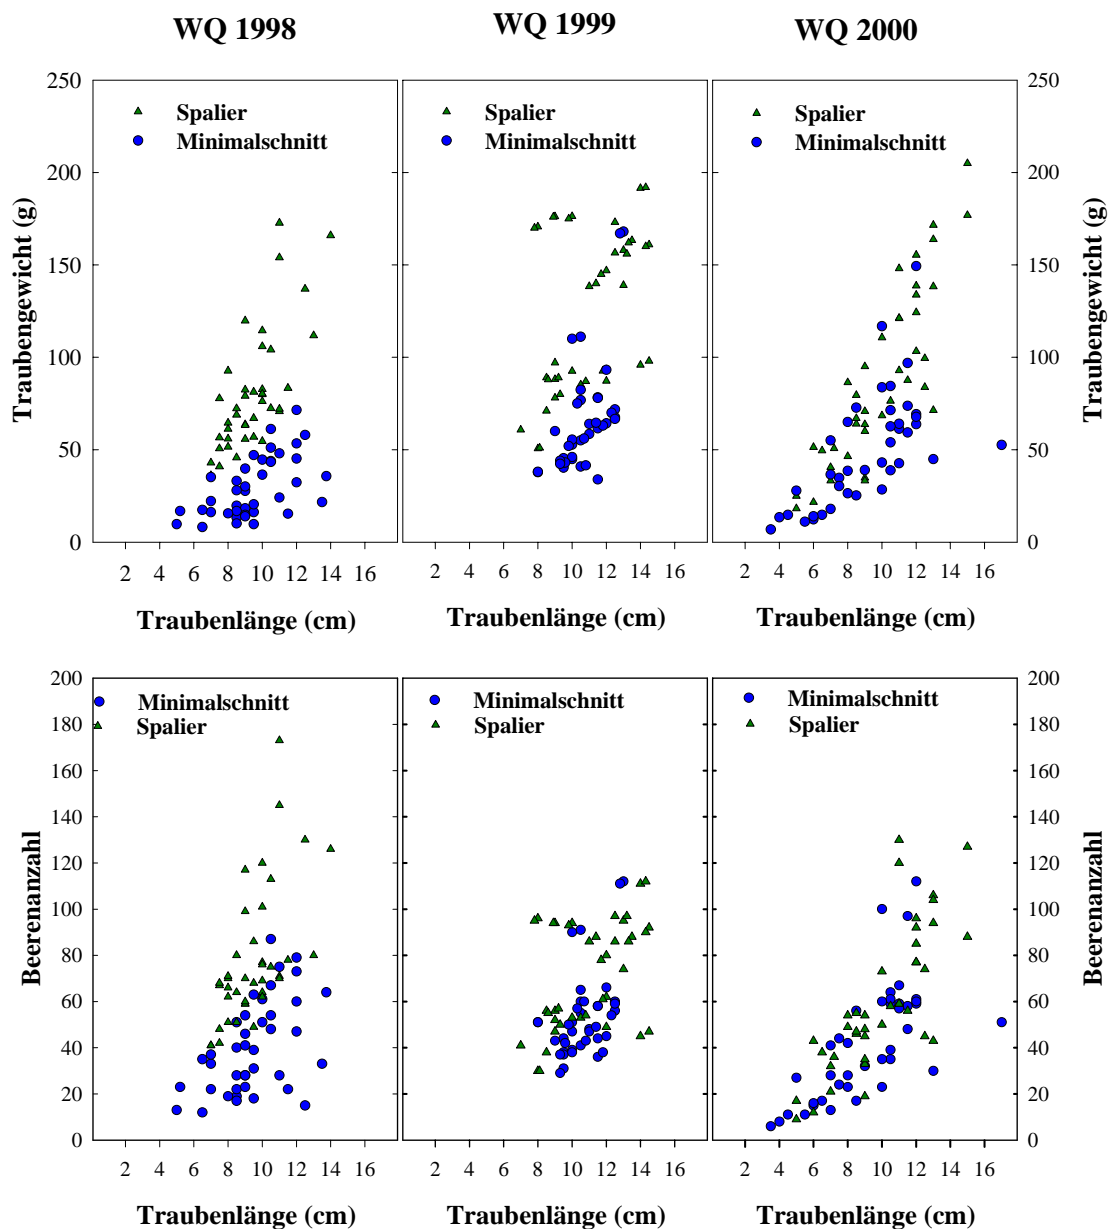 WQ 1998 WQ 1999 WQ 2000
250 250
Spalier Spalier Spalier
Minimalschnitt Minimalschnitt Minimalschnitt
200 200
150 150
100 100
50 50
0 0
Traubengewicht (g) Traubengewicht (g)
2 4 6 8 10 12 14 16 2 4 6 8 10 12 14 16 2 4 6 8 10 12 14 16
Traubenlänge (cm) Traubenlänge (cm) Traubenlänge (cm)
200 200
Minimalschnitt Minimalschnitt Minimalschnitt
Spalier Spalier Spalier
180 180
160 160
140 140
120 120
100 100
80 80
60 60
40 40
20 20
0 0
Beerenanzahl Beerenanzahl
2 4 6 8 10 12 14 16 2 4 6 8 10 12 14 16 2 4 6 8 10 12 14 16
Traubenlänge (cm) Traubenlänge (cm) Traubenlänge (cm)